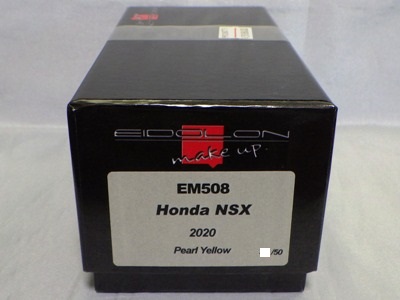 EIDOLON
make up.
EM508
Honda NSX
2020
Pearl Yellow /50